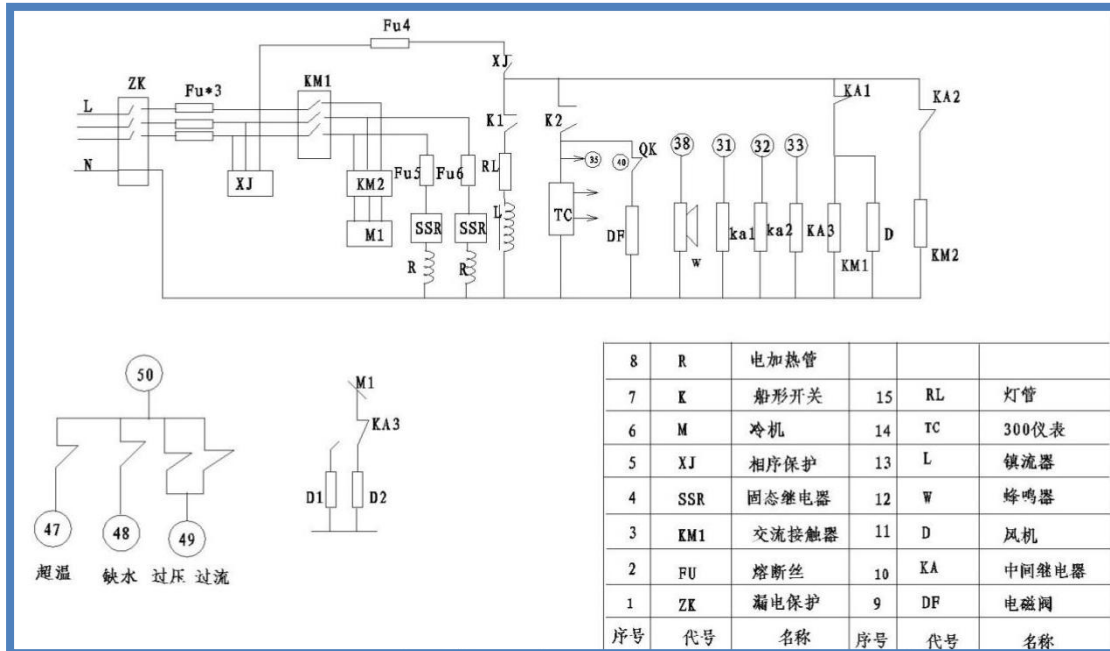 Fu4
XJ
ZK
Fu*3
KM1
KA1
KA2
L
K1
K2
38
31
32
33
QK
35
40
RL
N
XJ
KM2
Fu5
Fu6
L
TC
M1
SSR
SSR
DF
ka1
ka2
KA3
D
R
R
W
KM1
KM2
50
M1
KA3
D1
D2
47
48
49
超温
缺水
过压
过流
8 R 电加热管
7 K 船形开关 15 RL 灯管
6 M 冷机 14 TC 300仪表
5 XJ 相序保护 13 L 镇流器
4 SSR 固态继电器 12 W 蜂鸣器
3 KM1 交流接触器 11 D 风机
2 FU 熔断丝 10 KA 中间继电器
1 ZK 漏电保护 9 DF 电磁阀
序号 代号 名称 序号 代号 名称